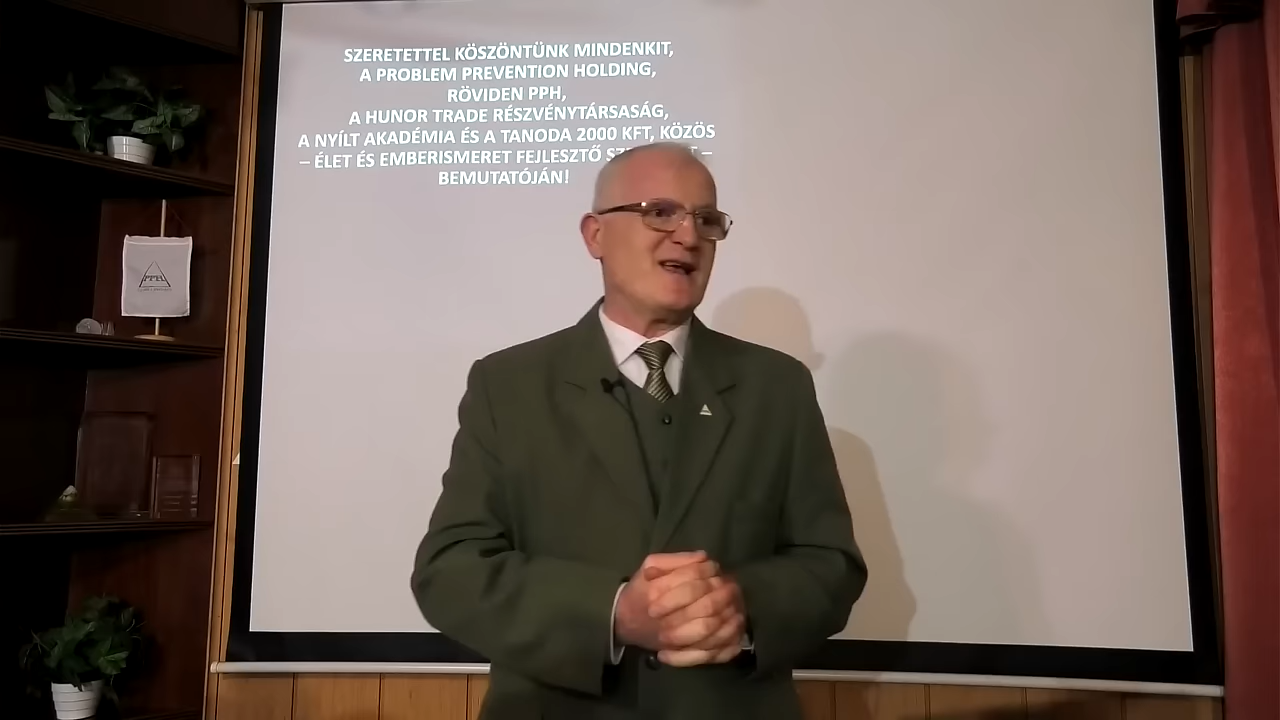 SZERETETTEL KÖSZÖNTÜNK MINDENKIT,
A PROBLEM PREVENTION HOLDING,
RÖVIDEN PPH,
A HUNOR TRADE RÉSZVÉNYTÁRSASÁG,
A NYÍLT AKADÉMIA ÉS A TANODA 2000 KFT, KÖZÖS
– ÉLET ÉS EMBERISMERET FEJLESZTŐ –
BEMUTATÓJÁN!
PPH